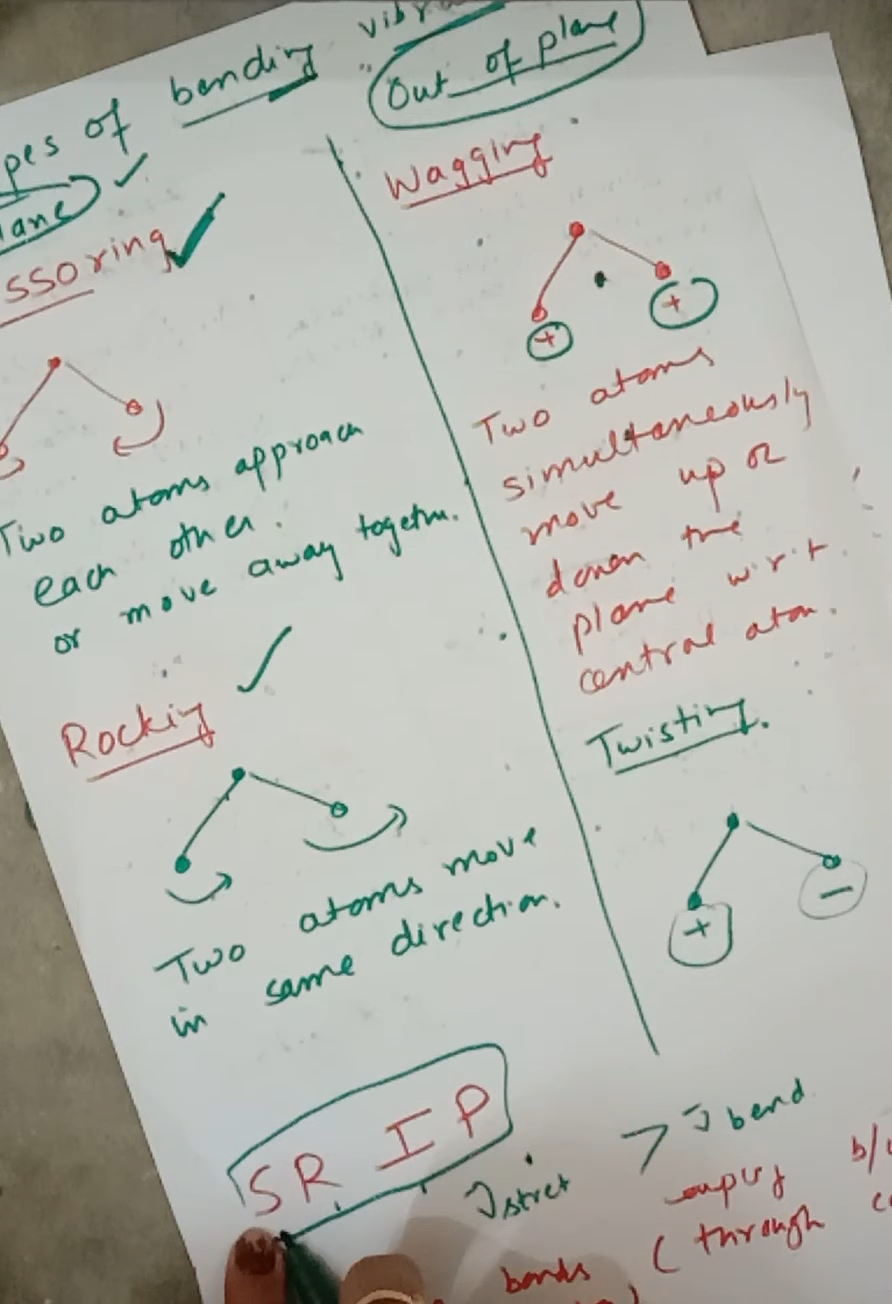 pes of bending vibr
lane
Out of plane
ssoring
Two atoms approach
each other.
or move away togethr.
Rocking
Two atoms move
in same direction.
SR IP
Wagging
+ +
Two atoms
simultaneously
move up or
down the
plane w.r.t
central atom.
Twisting.
+ −
stret > bend
b/w
bonds (through